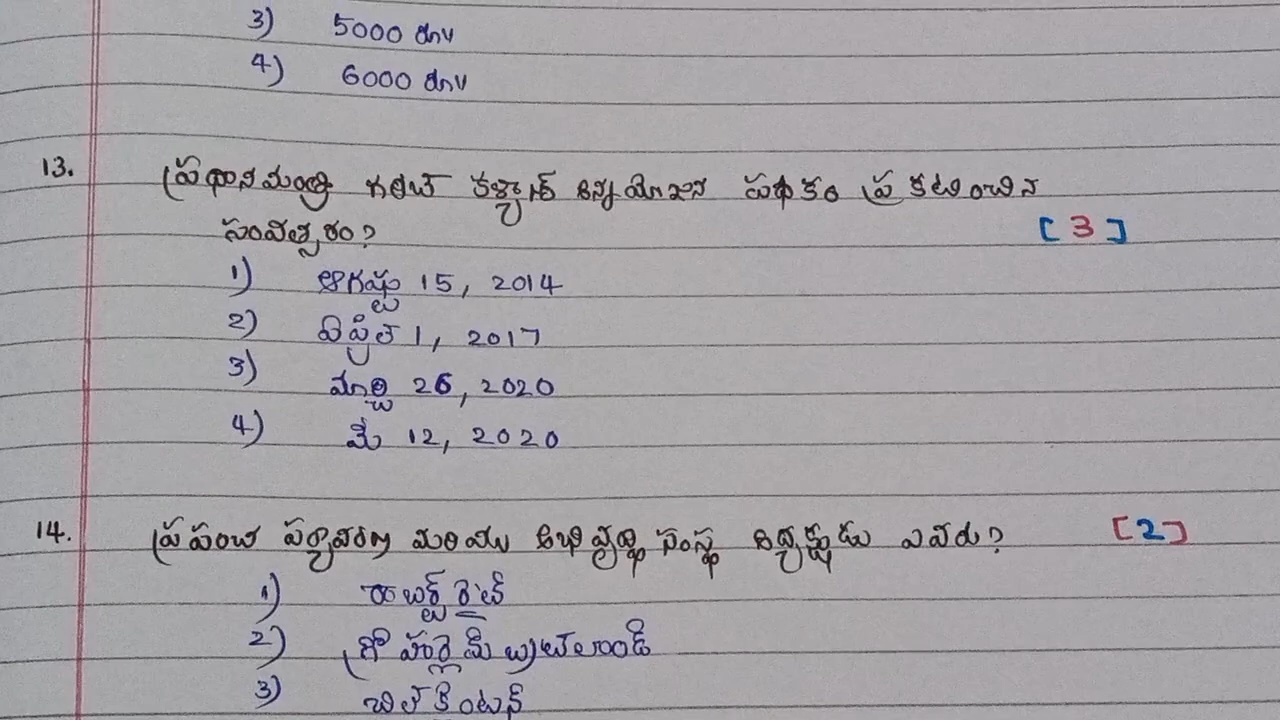 3) 5000 రూ౹౹
4) 6000 రూ౹౹
13. ప్రధానమంత్రి గరీబ్ కళ్యాణ్ అన్న యోజన పథకం ప్రకటించిన
సంవత్సరం? [3]
1) ఆగష్టు 15, 2014
2) ఏప్రిల్ 1, 2017
3) మార్చి 26, 2020
4) మే 12, 2020
14. ప్రపంచ పర్యావరణ మరియు అభివృద్ధి సంస్థ అధ్యక్షుడు ఎవరు? [2]
1) రాబర్ట్
2) గ్రో హార్లెమ్ బ్రుట్లాండ్
3) బిల్ క్లింటన్